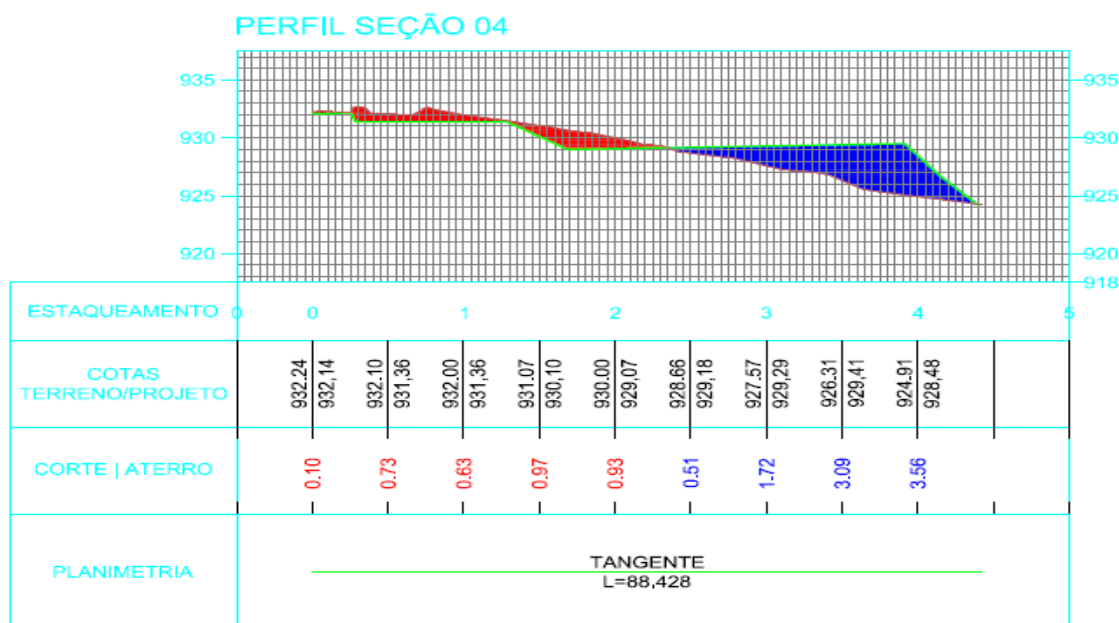 PERFIL SEÇÃO 04
935 935
930 930
925 925
920 920
918
ESTAQUEAMENTO 0 0 1 2 3 4 5
COTAS
TERRENO/PROJETO
932.24 932,14 932.10 931,36 932.00 931,36 931.07 930,10 930.00 929,07 928.66 929,18 927.57 929,29 926.31 929,41 924.91 928,48
CORTE | ATERRO 0.10 0.73 0.63 0.97 0.93 0.51 1.72 3.09 3.56
PLANIMETRIA
TANGENTE
L=88,428